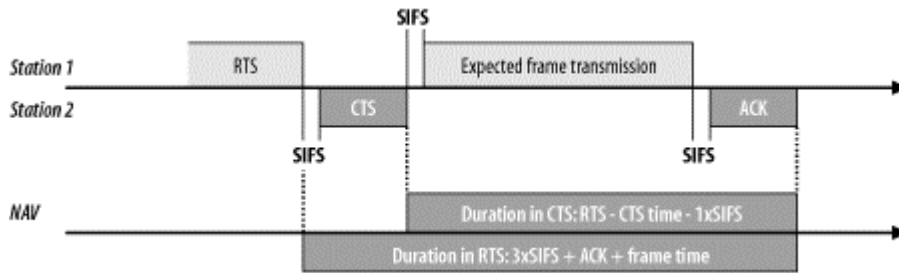 SIFS
Station 1
RTS
Expected frame transmission
Station 2
CTS
ACK
SIFS
SIFS
NAV
Duration in CTS: RTS - CTS time - 1xSIFS
Duration in RTS: 3xSIFS + ACK + frame time